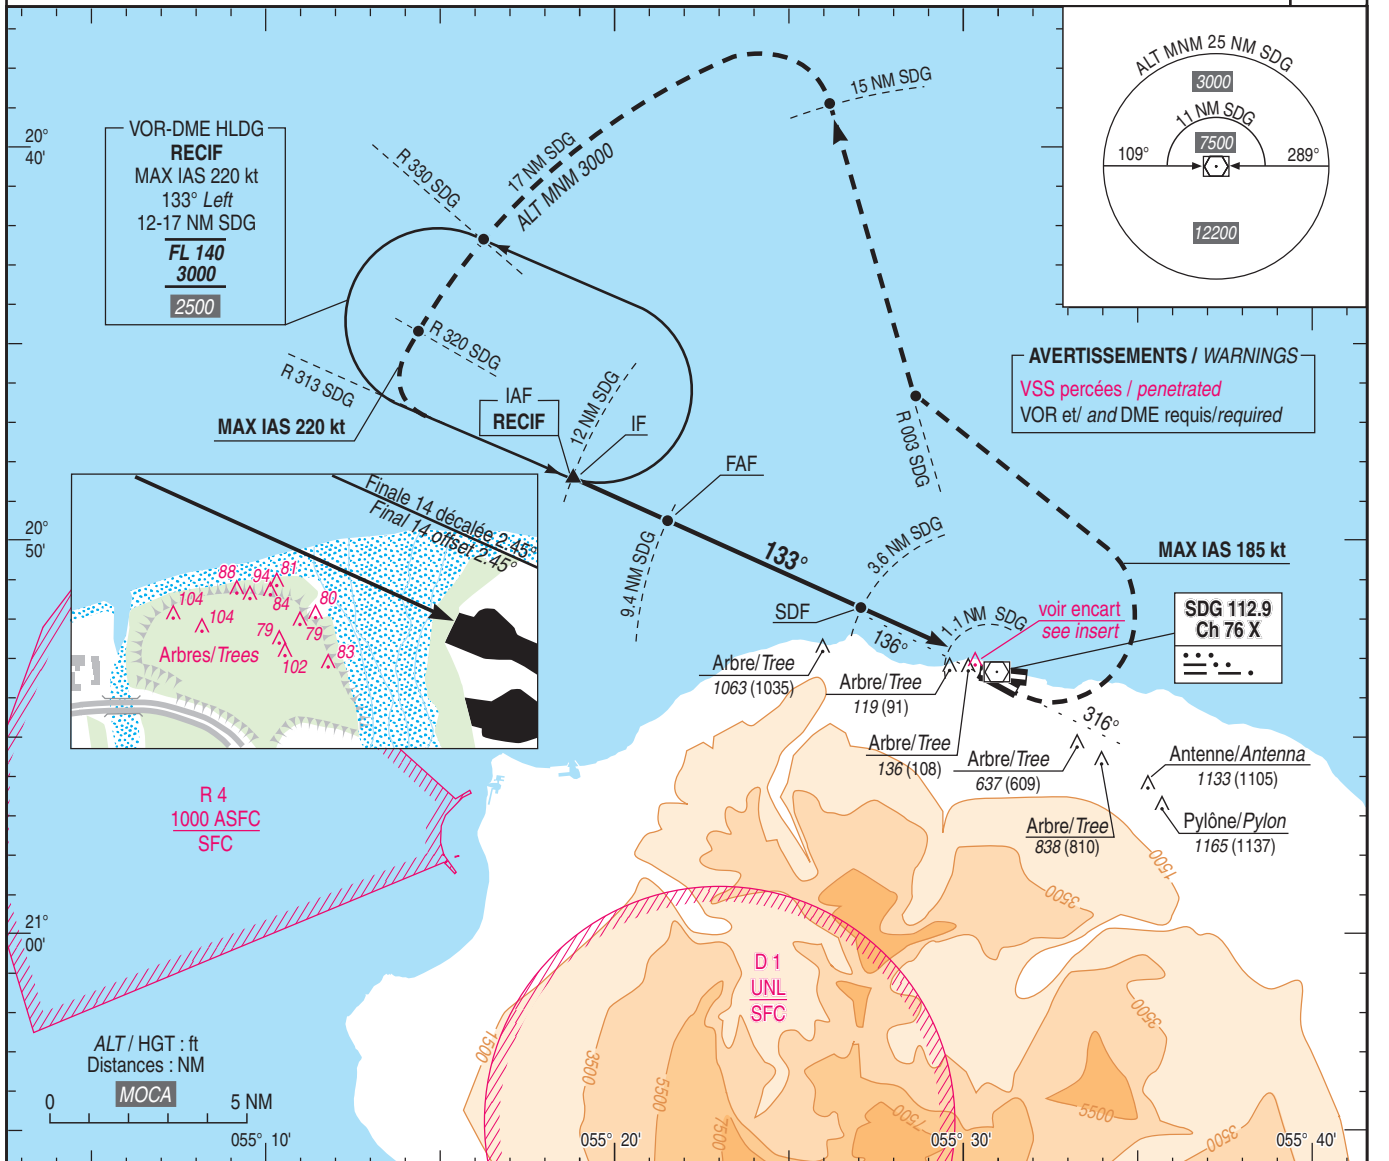 ALT MNM 25 NM SDG
3000
11 NM SDG
7500
109°
289°
12200
15 NM SDG
VOR-DME HLDG
RECIF
MAX IAS 220 kt
133° Left
12-17 NM SDG
FL 140
3000
2500
20°
40'
R 330 SDG
17 NM SDG
ALT MNM 3000
R 320 SDG
R 313 SDG
MAX IAS 220 kt
IAF
RECIF
12 NM SDG
IF
FAF
R 003 SDG
AVERTISSEMENTS / WARNINGS
VSS percées / penetrated
VOR et/ and DME requis/required
20°
50'
9.4 NM SDG
133°
3.6 NM SDG
SDF
136°
1.1 NM SDG
MAX IAS 185 kt
voir encart
see insert
SDG 112.9
Ch 76 X
Finale 14 décalée 2.45°
Final 14 offset 2.45°
88
94
81
104
104
84
80
79
79
102
83
Arbres/Trees
Arbre/Tree
1063 (1035)
Arbre/Tree
119 (91)
Arbre/Tree
136 (108)
Arbre/Tree
637 (609)
316°
Arbre/Tree
838 (810)
Antenne/Antenna
1133 (1105)
Pylône/Pylon
1165 (1137)
R 4
1000 ASFC
SFC
1500
3500
21°
00'
D 1
UNL
SFC
3500
1500
3500
5500
7500
7500
5500
3500
ALT / HGT : ft
Distances : NM
MOCA
0
5 NM
055° 10'
055° 20'
055° 30'
055° 40'